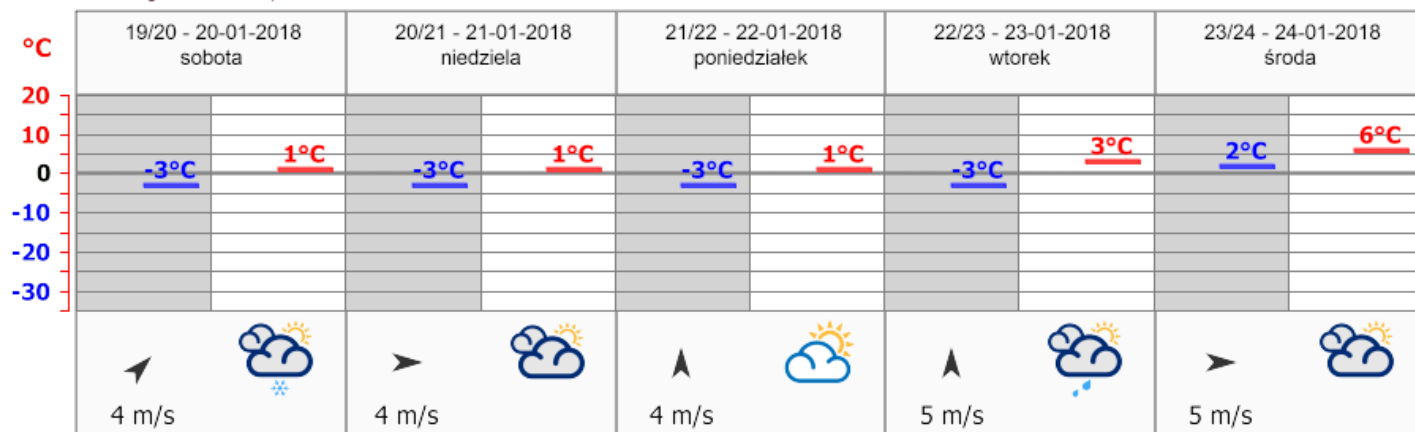 °C
19/20 - 20-01-2018
sobota
20/21 - 21-01-2018
niedziela
21/22 - 22-01-2018
poniedziałek
22/23 - 23-01-2018
wtorek
23/24 - 24-01-2018
środa
20
10
0
-10
-20
-30
-3°C
1°C
-3°C
1°C
-3°C
1°C
-3°C
3°C
2°C
6°C
4 m/s
4 m/s
4 m/s
5 m/s
5 m/s